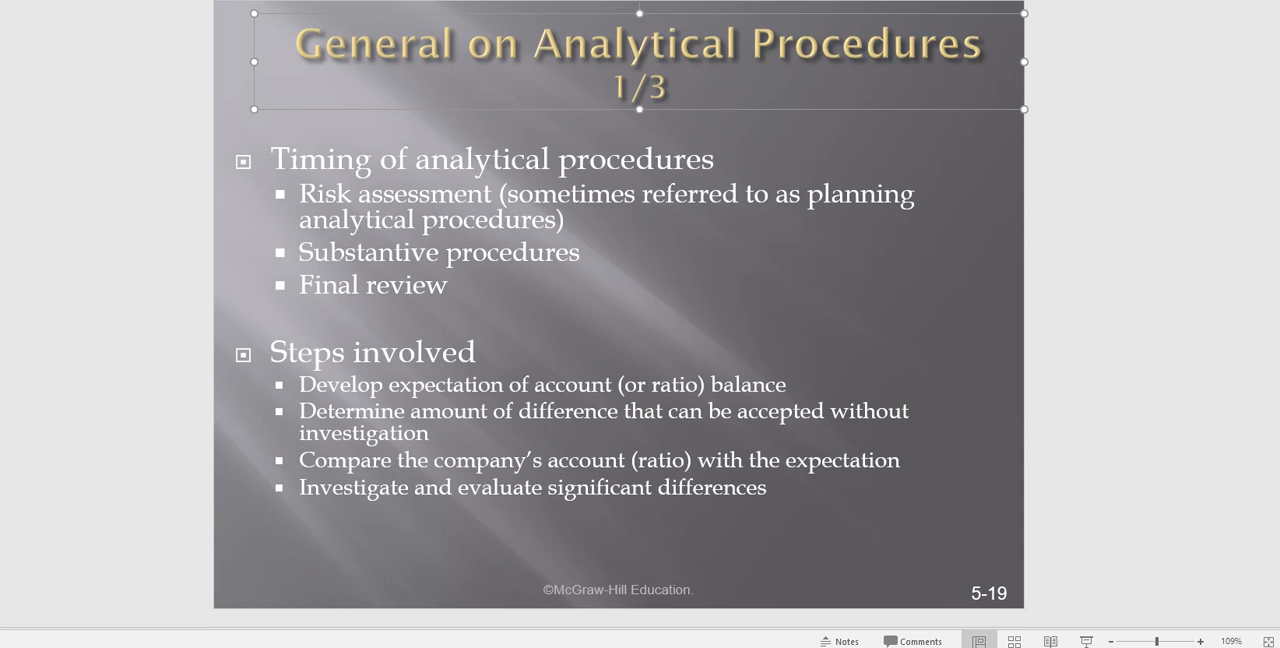 General on Analytical Procedures
1/3
Timing of analytical procedures
Risk assessment (sometimes referred to as planning
analytical procedures)
Substantive procedures
Final review
Steps involved
Develop expectation of account (or ratio) balance
Determine amount of difference that can be accepted without
investigation
Compare the company’s account (ratio) with the expectation
Investigate and evaluate significant differences
©McGraw-Hill Education.
5-19
Notes
Comments
109%